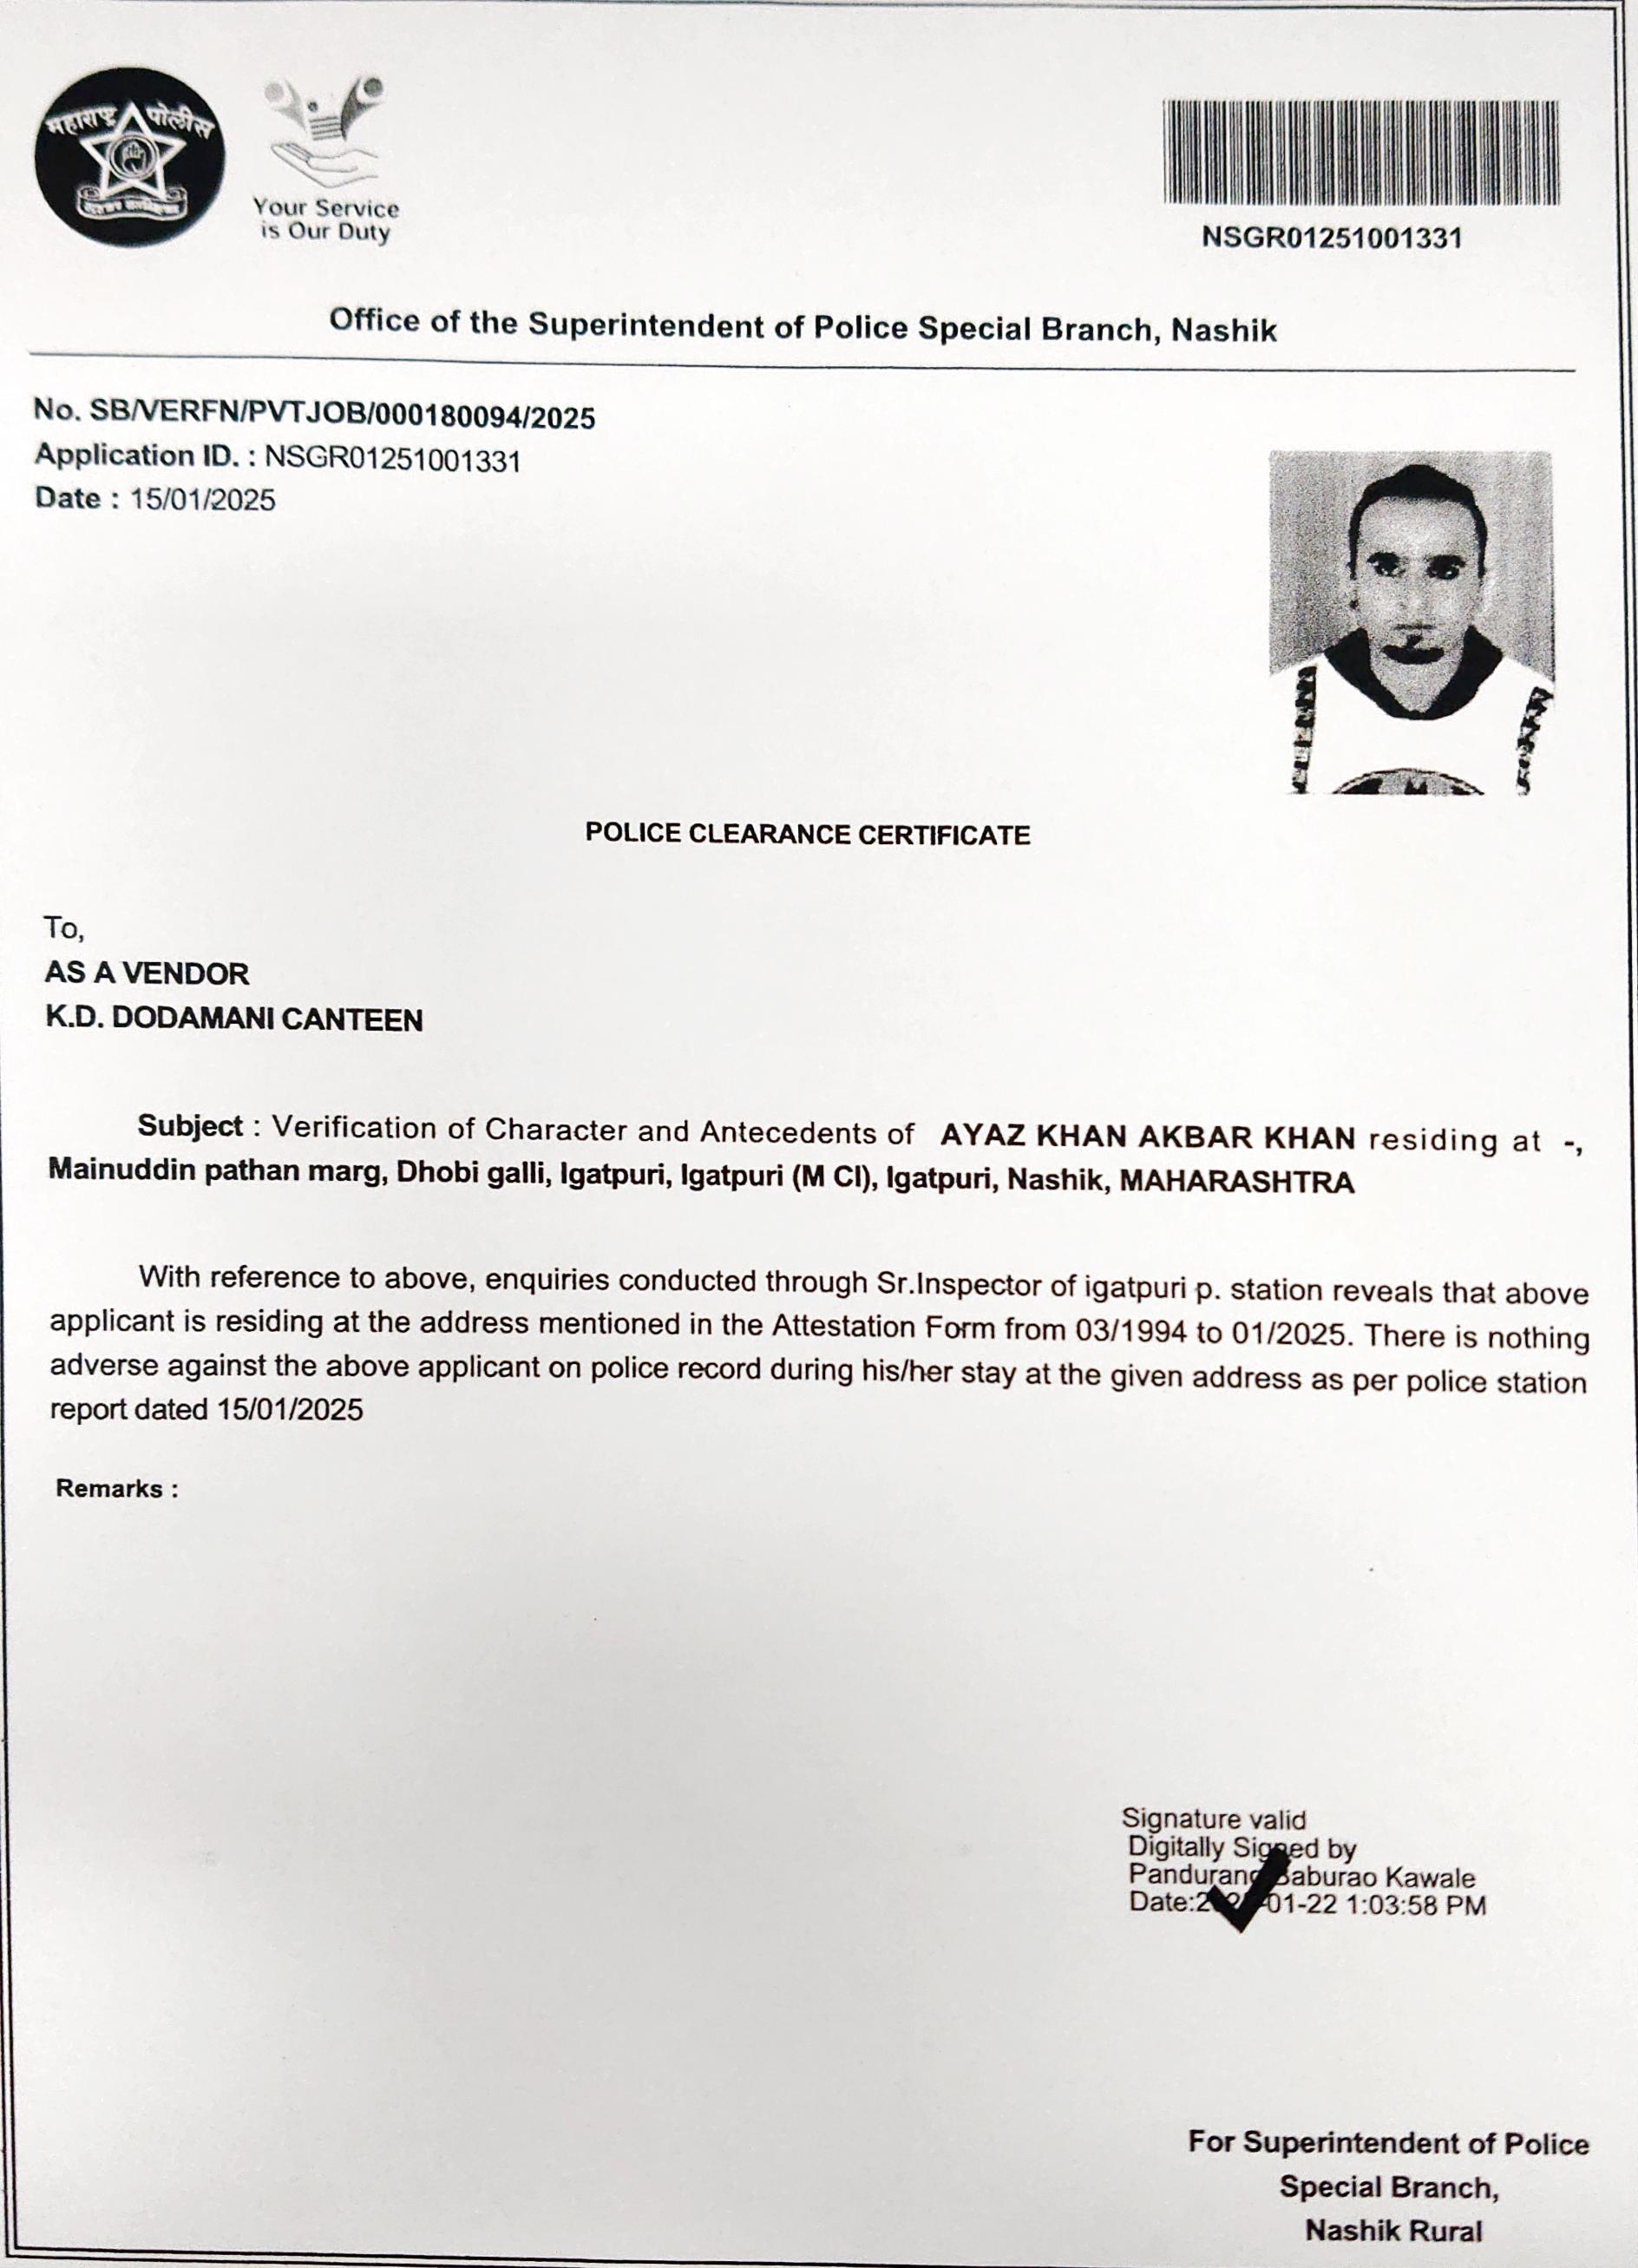 महाराष्ट्र पोलीस
Your Service
is Our Duty
NSGR01251001331
Office of the Superintendent of Police Special Branch, Nashik
No. SB/VERFN/PVTJOB/000180094/2025
Application ID. : NSGR01251001331
Date : 15/01/2025
POLICE CLEARANCE CERTIFICATE
To,
AS A VENDOR
K.D. DODAMANI CANTEEN
Subject : Verification of Character and Antecedents of AYAZ KHAN AKBAR KHAN residing at -,
Mainuddin pathan marg, Dhobi galli, Igatpuri, Igatpuri (M Cl), Igatpuri, Nashik, MAHARASHTRA
With reference to above, enquiries conducted through Sr.Inspector of igatpuri p. station reveals that above
applicant is residing at the address mentioned in the Attestation Form from 03/1994 to 01/2025. There is nothing
adverse against the above applicant on police record during his/her stay at the given address as per police station
report dated 15/01/2025
Remarks :
Signature valid
Digitally Signed by
Pandurang Baburao Kawale
Date:2025-01-22 1:03:58 PM
For Superintendent of Police
Special Branch,
Nashik Rural